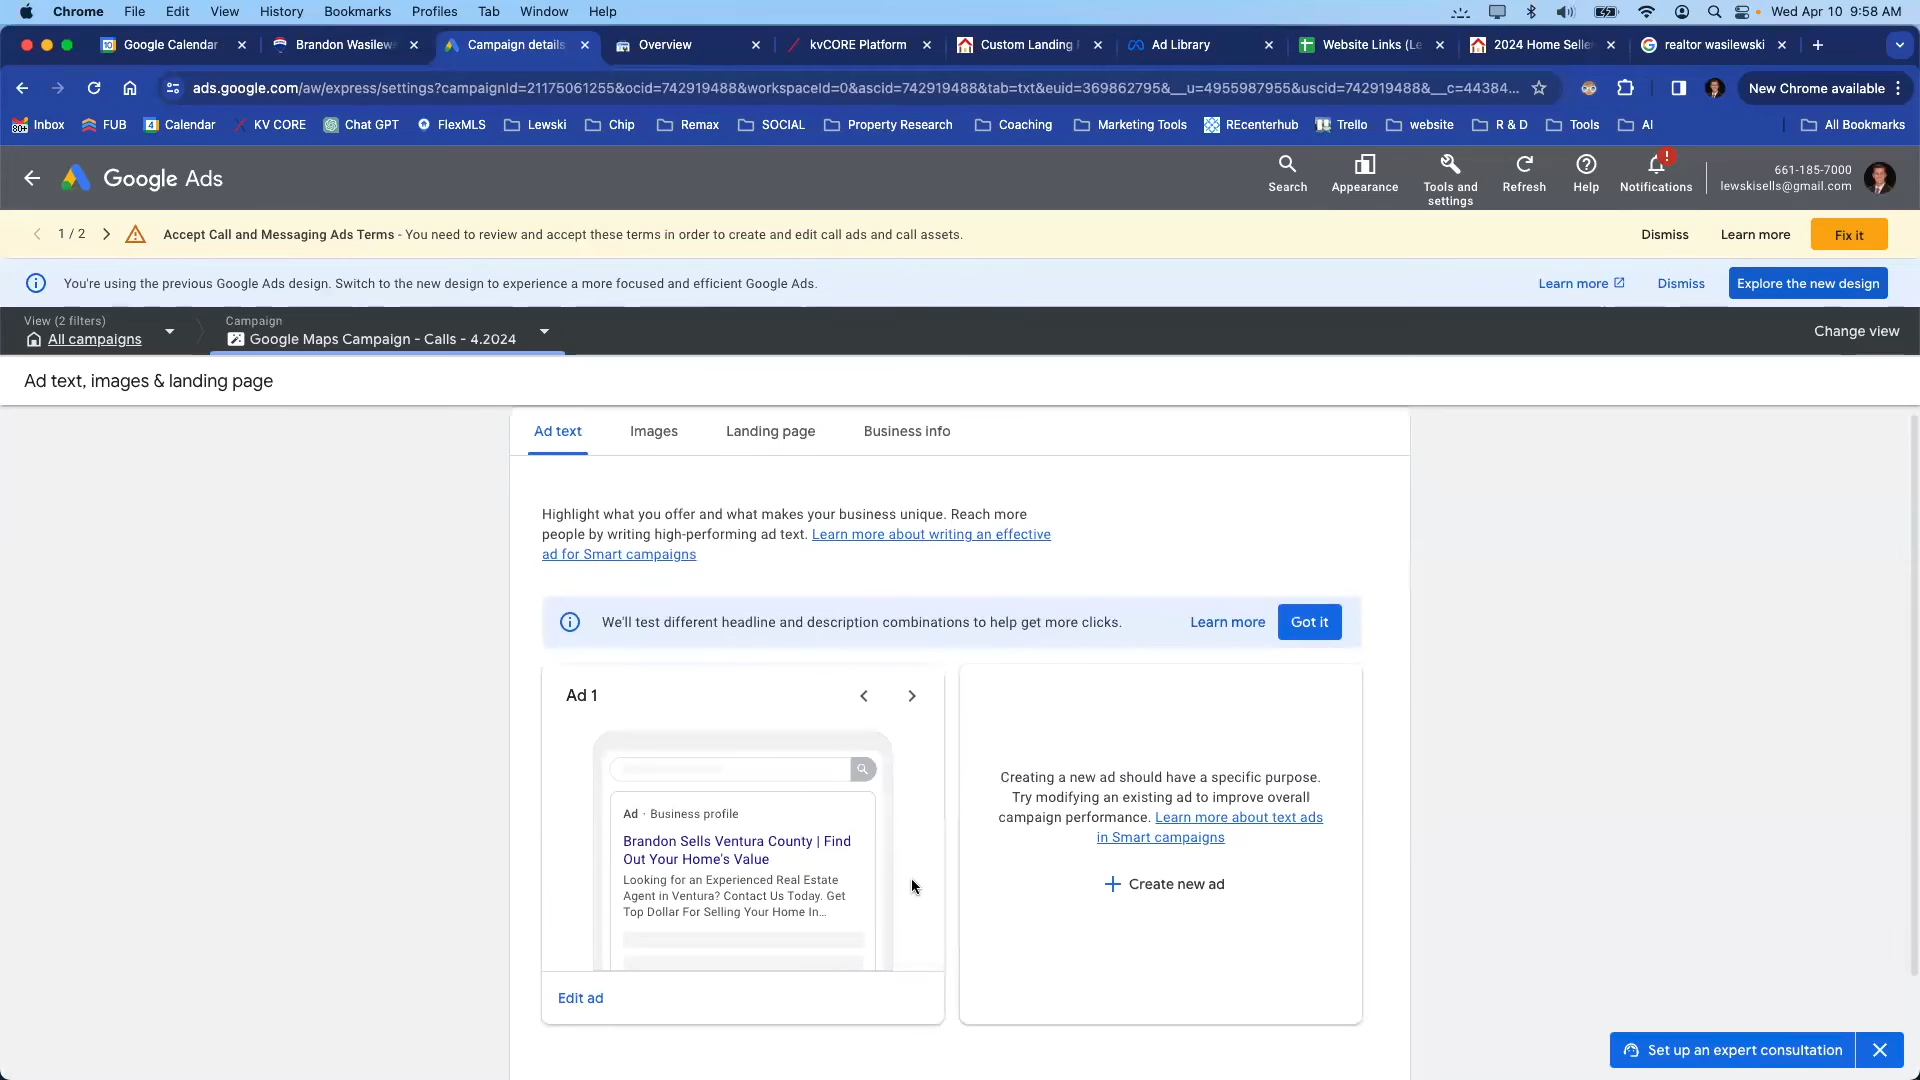 Chrome File Edit View History Bookmarks Profiles Tab Window Help Wed Apr 10 9:58 AM
Google Calendar Brandon Wasilew Campaign details Overview kvCORE Platform Custom Landing Ad Library Website Links (Le 2024 Home Selle realtor wasilewski
ads.google.com/aw/express/settings?campaignId=21175061255&ocid=742919488&workspaceId=0&ascid=742919488&tab=txt&euid=369862795&__u=4955987955&uscid=742919488&__c=44384... New Chrome available
Inbox FUB Calendar KV CORE Chat GPT FlexMLS Lewski Chip Remax SOCIAL Property Research Coaching Marketing Tools REcenterhub Trello website R & D Tools AI All Bookmarks
Google Ads
Search Appearance Tools and settings Refresh Help Notifications
661-185-7000
lewskisells@gmail.com
1 / 2 Accept Call and Messaging Ads Terms - You need to review and accept these terms in order to create and edit call ads and call assets. Dismiss Learn more Fix it
You're using the previous Google Ads design. Switch to the new design to experience a more focused and efficient Google Ads. Learn more Dismiss Explore the new design
View (2 filters) Campaign
All campaigns Google Maps Campaign - Calls - 4.2024 Change view
Ad text, images & landing page
Ad text Images Landing page Business info
Highlight what you offer and what makes your business unique. Reach more
people by writing high-performing ad text. Learn more about writing an effective
ad for Smart campaigns
We'll test different headline and description combinations to help get more clicks. Learn more Got it
Ad 1
Ad · Business profile
Brandon Sells Ventura County | Find
Out Your Home's Value
Looking for an Experienced Real Estate
Agent in Ventura? Contact Us Today. Get
Top Dollar For Selling Your Home In...
Edit ad
Creating a new ad should have a specific purpose.
Try modifying an existing ad to improve overall
campaign performance. Learn more about text ads
in Smart campaigns
Create new ad
Set up an expert consultation